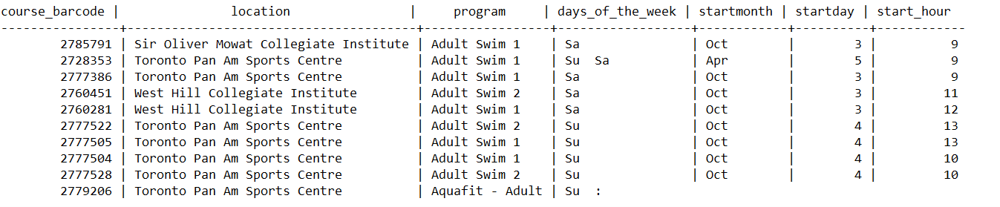 course_barcode | location | program | days_of_the_week | startmonth | startday | start_hour
---------------+-------------------------------------+----------------+------------------+------------+----------+------------
2785791 | Sir Oliver Mowat Collegiate Institute | Adult Swim 1 | Sa | Oct | 3 | 9
2728353 | Toronto Pan Am Sports Centre | Adult Swim 1 | Su Sa | Apr | 5 | 9
2777386 | Toronto Pan Am Sports Centre | Adult Swim 1 | Sa | Oct | 3 | 9
2760451 | West Hill Collegiate Institute | Adult Swim 2 | Sa | Oct | 3 | 11
2760281 | West Hill Collegiate Institute | Adult Swim 1 | Sa | Oct | 3 | 12
2777522 | Toronto Pan Am Sports Centre | Adult Swim 2 | Su | Oct | 4 | 13
2777505 | Toronto Pan Am Sports Centre | Adult Swim 1 | Su | Oct | 4 | 13
2777504 | Toronto Pan Am Sports Centre | Adult Swim 1 | Su | Oct | 4 | 10
2777528 | Toronto Pan Am Sports Centre | Adult Swim 2 | Su | Oct | 4 | 10
2779206 | Toronto Pan Am Sports Centre | Aquafit - Adult | Su :